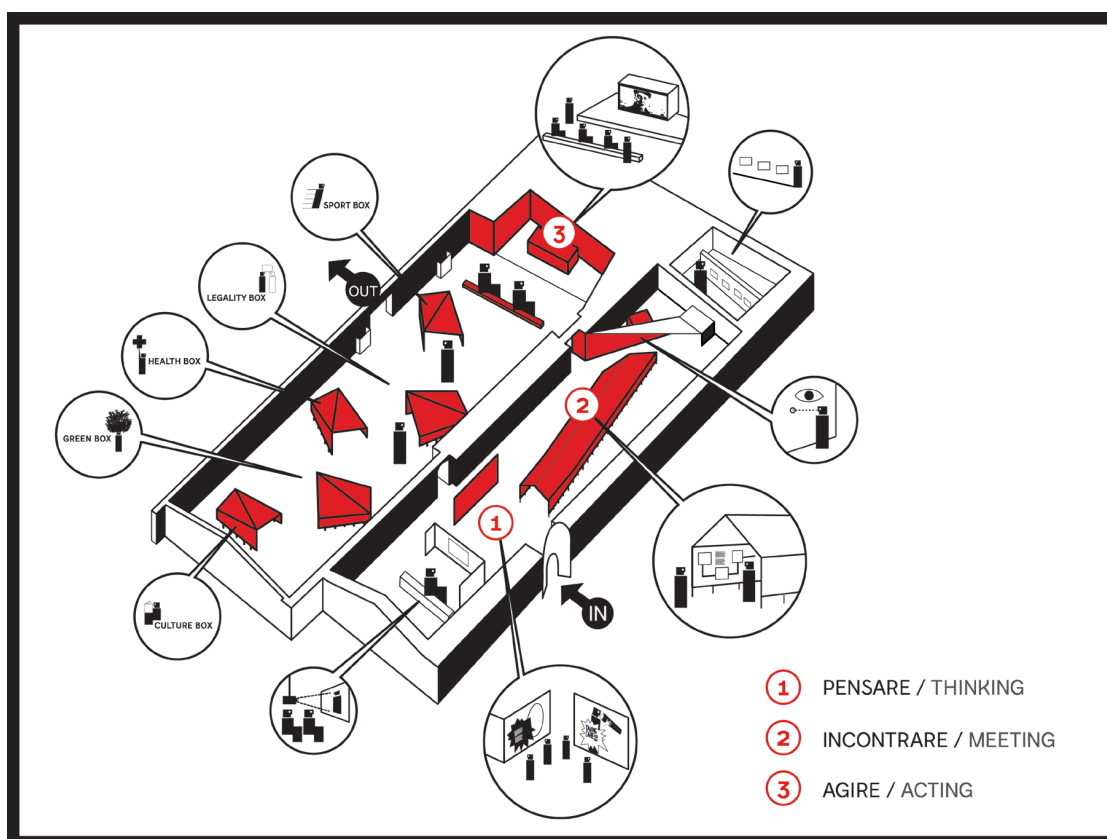 3
SPORT BOX
OUT
LEGALITY BOX
HEALTH BOX
2
GREEN BOX
1
IN
CULTURE BOX
1 PENSARE / THINKING
2 INCONTRARE / MEETING
3 AGIRE / ACTING